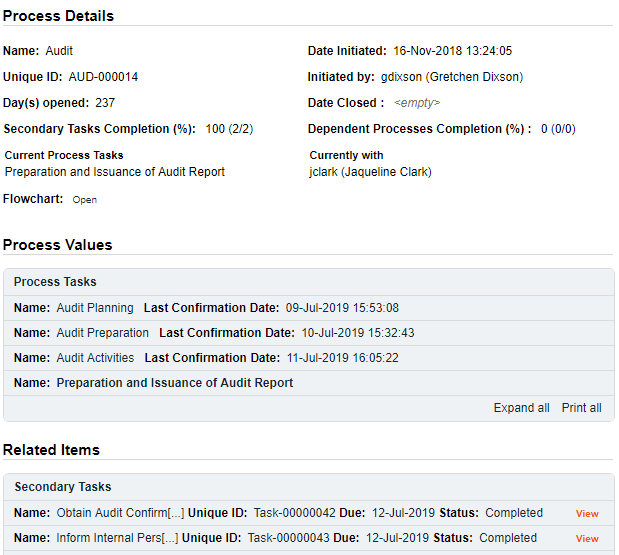 Process Details
Name: Audit Date Initiated: 16-Nov-2018 13:24:05
Unique ID: AUD-000014 Initiated by: gdixson (Gretchen Dixson)
Day(s) opened: 237 Date Closed : <empty>
Secondary Tasks Completion (%): 100 (2/2) Dependent Processes Completion (%) : 0 (0/0)
Current Process Tasks Currently with
Preparation and Issuance of Audit Report jclark (Jaqueline Clark)
Flowchart: Open
Process Values
Process Tasks
Name: Audit Planning Last Confirmation Date: 09-Jul-2019 15:53:08
Name: Audit Preparation Last Confirmation Date: 10-Jul-2019 15:32:43
Name: Audit Activities Last Confirmation Date: 11-Jul-2019 16:05:22
Name: Preparation and Issuance of Audit Report
Expand all Print all
Related Items
Secondary Tasks
Name: Obtain Audit Confirm[...] Unique ID: Task-00000042 Due: 12-Jul-2019 Status: Completed View
Name: Inform Internal Pers[...] Unique ID: Task-00000043 Due: 12-Jul-2019 Status: Completed View